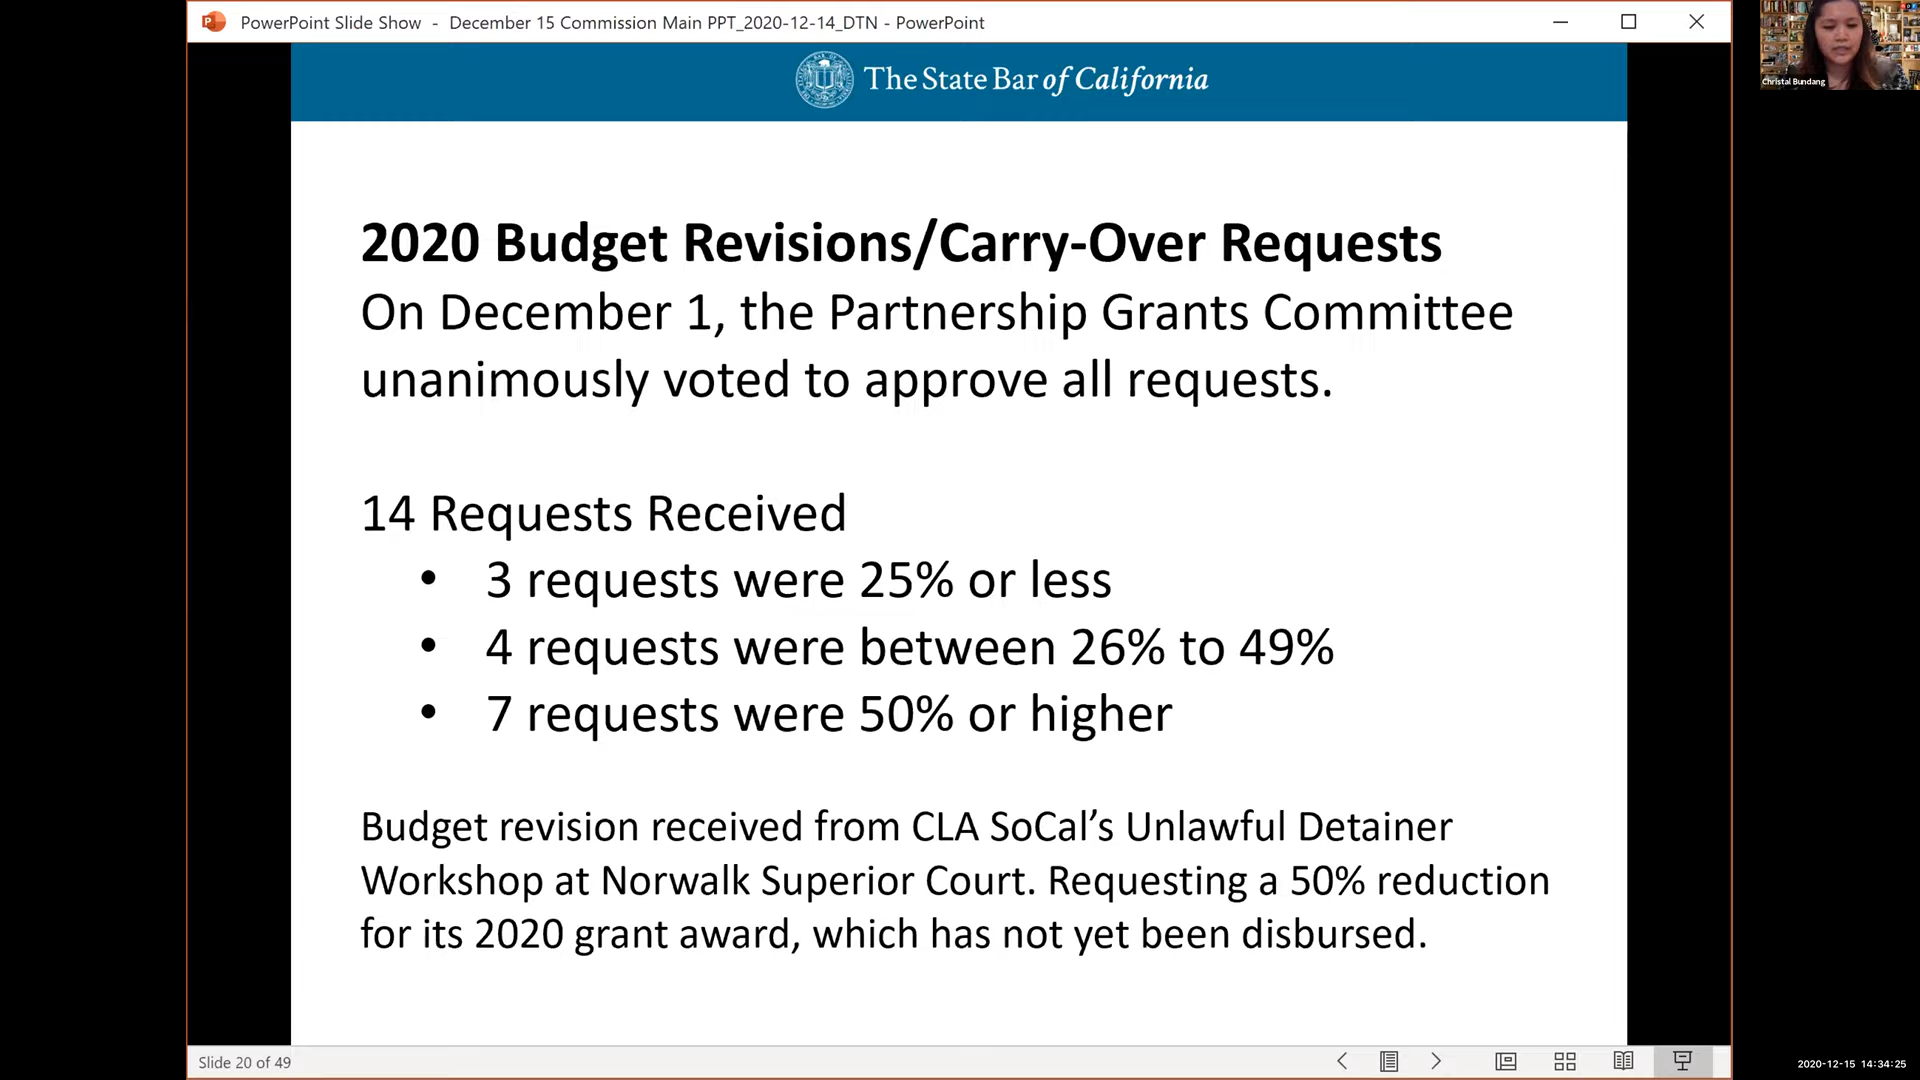 PowerPoint Slide Show - December 15 Commission Main PPT_2020-12-14_DTN - PowerPoint
Christal Bundang
The State Bar of California
2020 Budget Revisions/Carry-Over Requests
On December 1, the Partnership Grants Committee
unanimously voted to approve all requests.
14 Requests Received
• 3 requests were 25% or less
• 4 requests were between 26% to 49%
• 7 requests were 50% or higher
Budget revision received from CLA SoCal’s Unlawful Detainer
Workshop at Norwalk Superior Court. Requesting a 50% reduction
for its 2020 grant award, which has not yet been disbursed.
Slide 20 of 49
2020-12-15 14:34:25